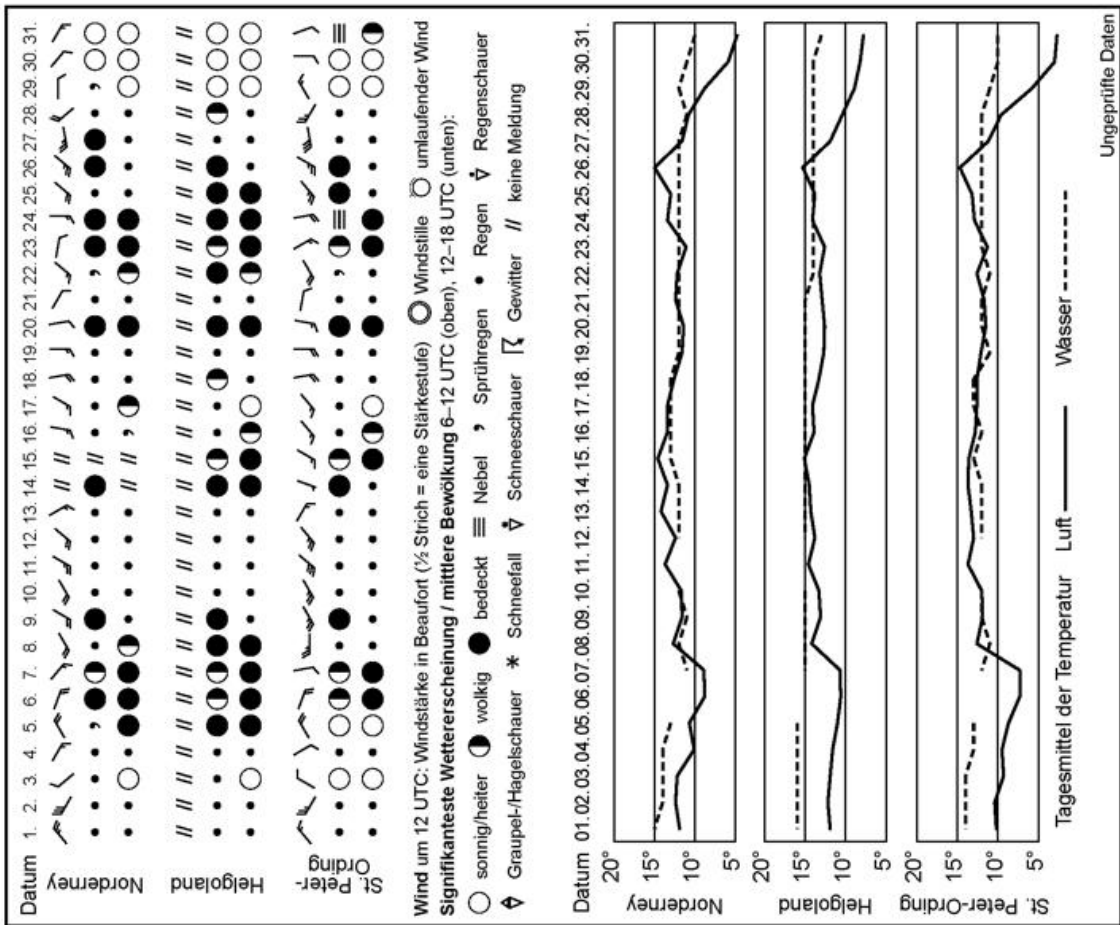 Datum 1. 2. 3. 4. 5. 6. 7. 8. 9. 10. 11. 12. 13. 14. 15. 16. 17. 18. 19. 20. 21. 22. 23. 24. 25. 26. 27. 28. 29. 30. 31.
Norderney
Helgoland
St. Peter-
Ording
Wind um 12 UTC: Windstärke in Beaufort (½ Strich = eine Stärkestufe) Windstille umlaufender Wind
Signifikanteste Wettererscheinung / mittlere Bewölkung 6–12 UTC (oben), 12–18 UTC (unten):
sonnig/heiter wolkig bedeckt Nebel Sprühregen Regen Regenschauer
Graupel-/Hagelschauer Schneefall Schneeschauer Gewitter // keine Meldung
Datum 01. 02. 03. 04. 05. 06. 07. 08. 09. 10. 11. 12. 13. 14. 15. 16. 17. 18. 19. 20. 21. 22. 23. 24. 25. 26. 27. 28. 29. 30. 31.
Norderney
15°
10°
5°
Helgoland
15°
10°
5°
St. Peter-Ording
15°
10°
5°
Tagesmittel der Temperatur Luft Wasser
Ungeprüfte Daten